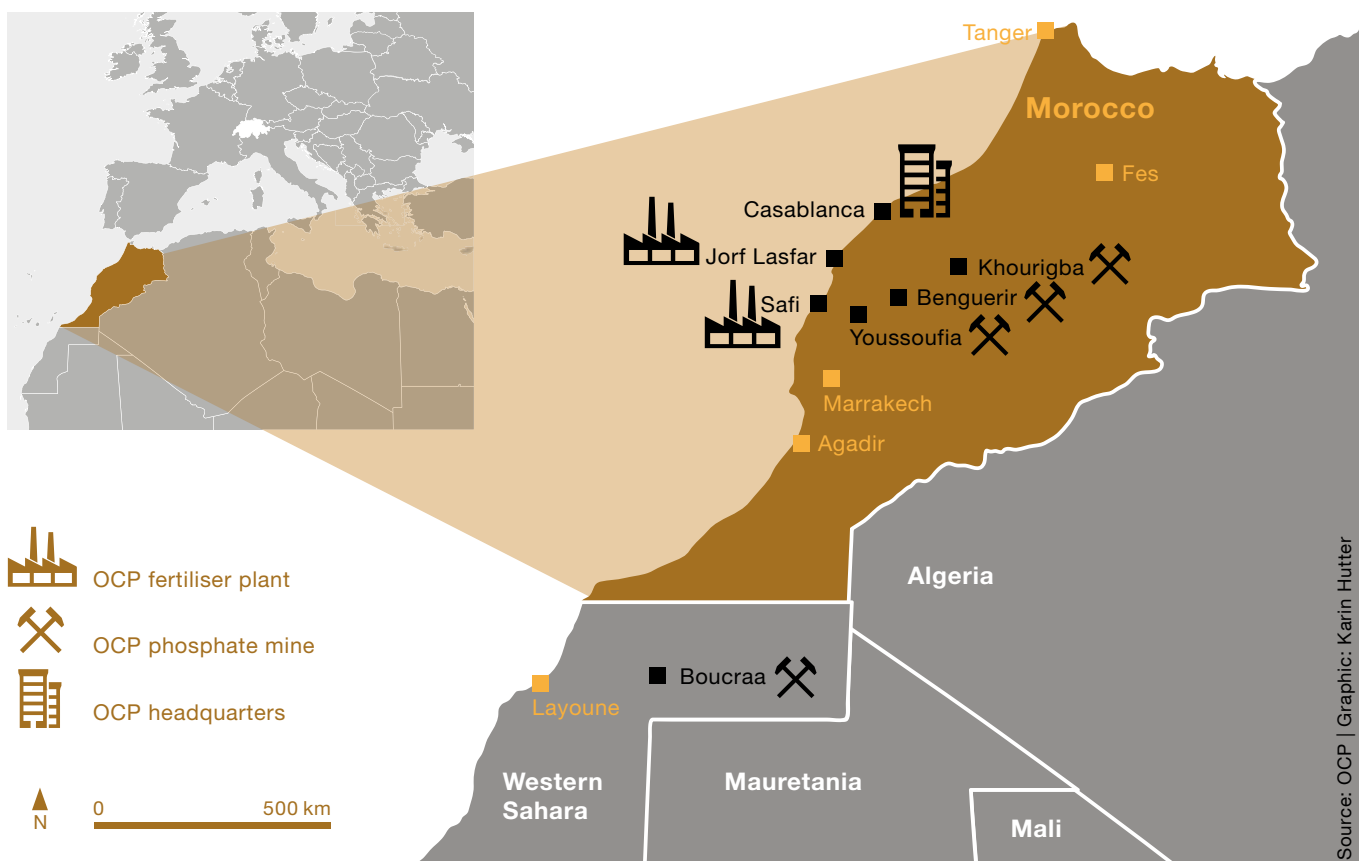 Tanger
Morocco
Fes
Casablanca
Jorf Lasfar
Khourigba
Benguerir
Safi
Youssoufia
Marrakech
Agadir
OCP fertiliser plant
OCP phosphate mine
OCP headquarters
Algeria
Boucraa
Layoune
Western
Sahara
Mauretania
Mali
0 500 km
N
Source: OCP | Graphic: Karin Hutter